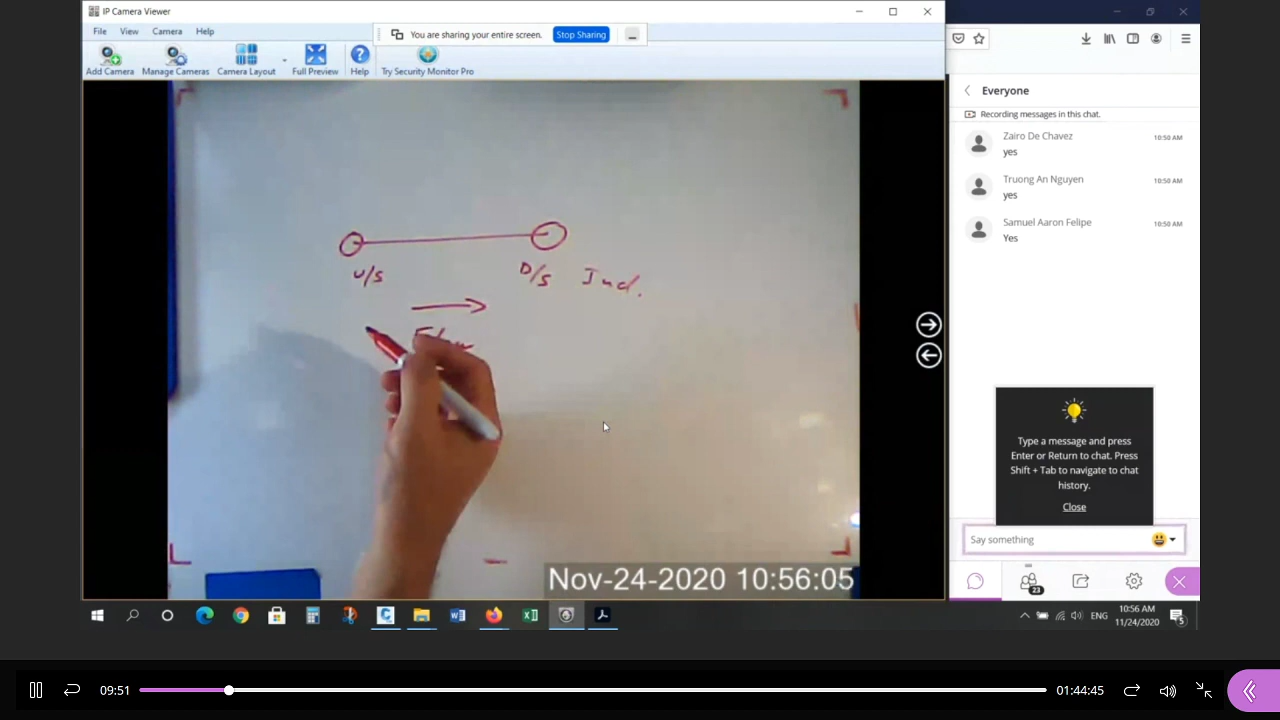 IP Camera Viewer
File View Camera Help
You are sharing your entire screen. Stop Sharing
Add Camera Manage Cameras Camera Layout Full Preview Help Try Security Monitor Pro
U/S
D/S Ind.
Flow
Nov-24-2020 10:56:05
Everyone
Recording messages in this chat.
Zairo De Chavez 10:50 AM
yes
Truong An Nguyen 10:50 AM
yes
Samuel Aaron Felipe 10:50 AM
Yes
Type a message and press
Enter or Return to chat. Press
Shift + Tab to navigate to chat
history.
Close
Say something
23
ENG
10:56 AM
11/24/2020
5
09:51
01:44:45